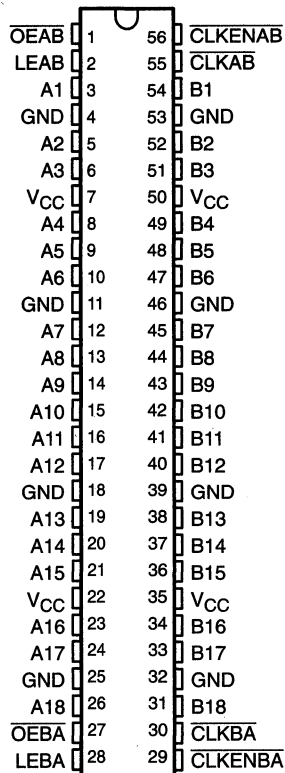 OEAB 1 56 CLKENAB
LEAB 2 55 CLKAB
A1 3 54 B1
GND 4 53 GND
A2 5 52 B2
A3 6 51 B3
VCC 7 50 VCC
A4 8 49 B4
A5 9 48 B5
A6 10 47 B6
GND 11 46 GND
A7 12 45 B7
A8 13 44 B8
A9 14 43 B9
A10 15 42 B10
A11 16 41 B11
A12 17 40 B12
GND 18 39 GND
A13 19 38 B13
A14 20 37 B14
A15 21 36 B15
VCC 22 35 VCC
A16 23 34 B16
A17 24 33 B17
GND 25 32 GND
A18 26 31 B18
OEBA 27 30 CLKBA
LEBA 28 29 CLKENBA